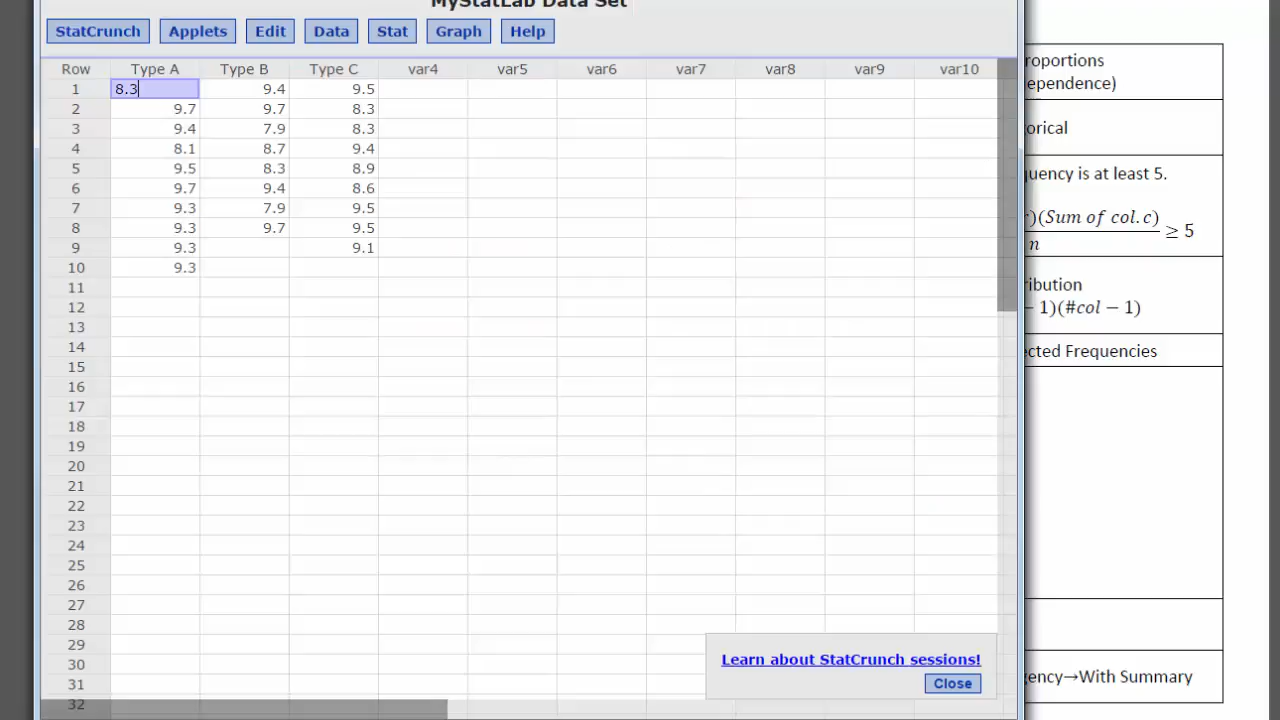 MyStatLab Data Set
StatCrunch Applets Edit Data Stat Graph Help
Row Type A Type B Type C var4 var5 var6 var7 var8 var9 var10
1 8.3 9.4 9.5
2 9.7 9.7 8.3
3 9.4 7.9 8.3
4 8.1 8.7 9.4
5 9.5 8.3 8.9
6 9.7 9.4 8.6
7 9.3 7.9 9.5
8 9.3 9.7 9.5
9 9.3 9.1
10 9.3
11
12
13
14
15
16
17
18
19
20
21
22
23
24
25
26
27
28
29
30
31
32
Learn about StatCrunch sessions!
Close
roportions
ependence)
orical
uency is at least 5.
)(Sum of col. c)
n
≥ 5
ribution
− 1)(#col − 1)
ected Frequencies
gency→With Summary